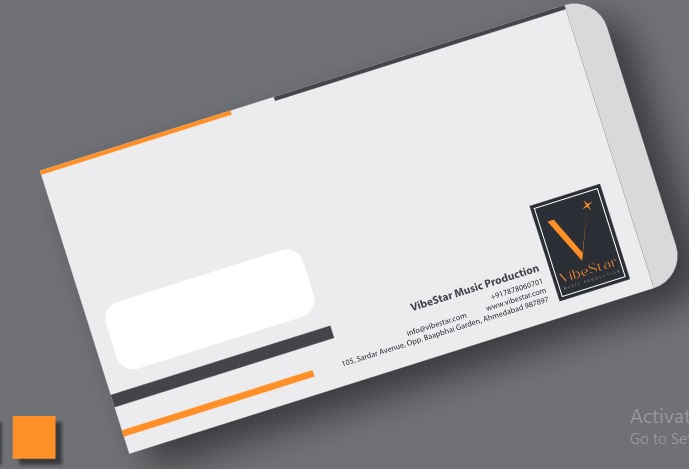 VibeStar
MUSIC PRODUCTION
VibeStar Music Production
+917878060701
info@vibestar.com www.vibestar.com
105, Sardar Avenue, Opp. Baapbhai Garden, Ahmedabad 987897
Activat
Go to Set